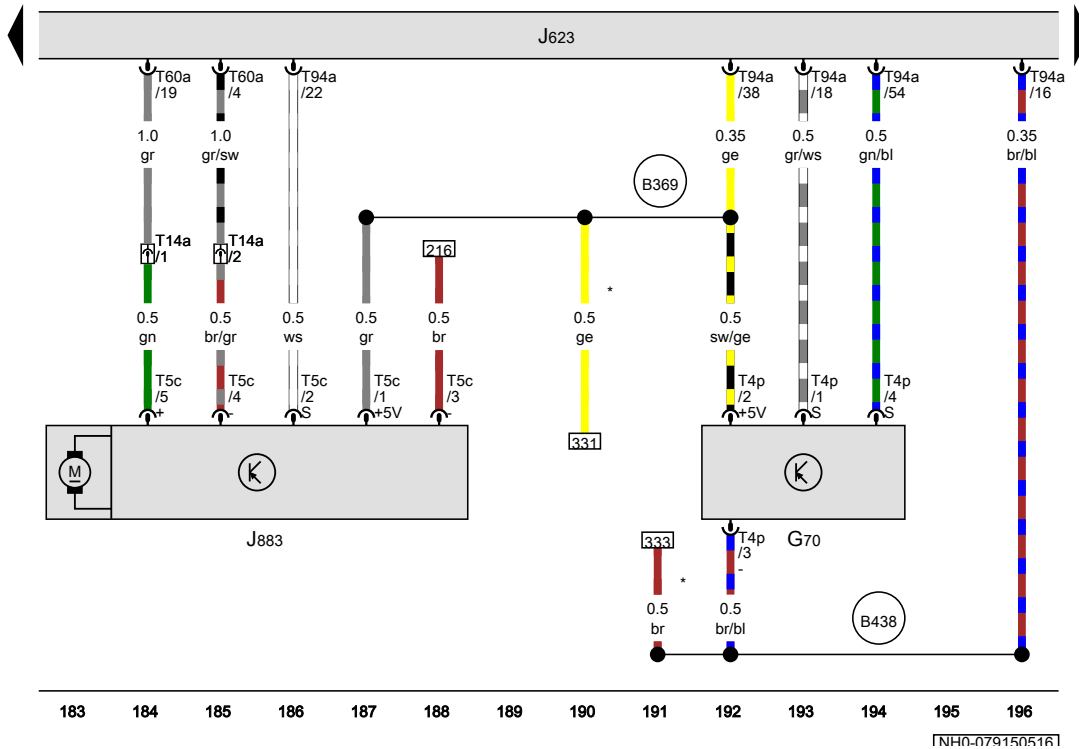 J623
T60a
/19
T60a
/4
T94a
/22
T94a
/38
T94a
/18
T94a
/54
T94a
/16
1.0
gr
1.0
gr/sw
0.35
ge
0.5
gr/ws
0.5
gn/bl
0.35
br/bl
B369
T14a
/1
T14a
/2
216
*
0.5
gn
0.5
br/gr
0.5
ws
0.5
gr
0.5
br
0.5
ge
0.5
sw/ge
T5c
/5
+
T5c
/4
-
T5c
/2
S
T5c
/1
+5V
T5c
/3
-
T4p
/2
+5V
T4p
/1
S
T4p
/4
S
331
M
J883
333
T4p
/3
-
G70
*
0.5
br
0.5
br/bl
B438
183 184 185 186 187 188 189 190 191 192 193 194 195 196
NH0-079150516